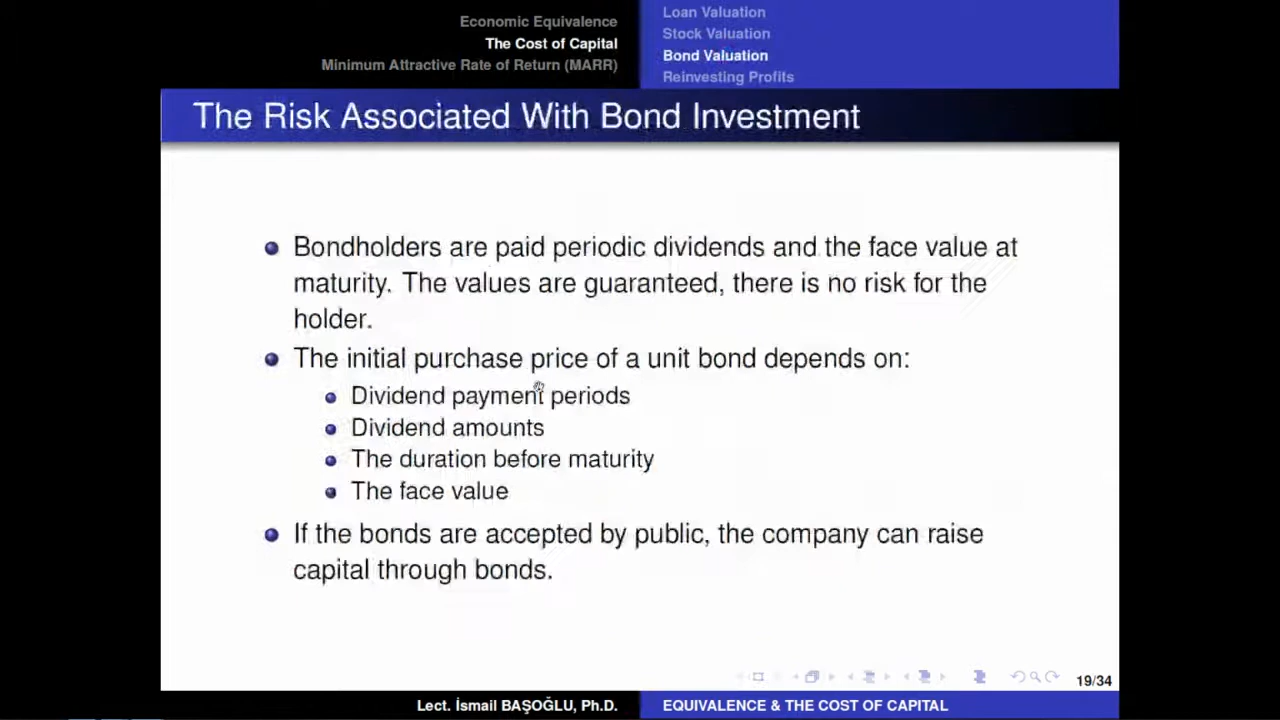 Economic Equivalence
The Cost of Capital
Minimum Attractive Rate of Return (MARR)
Loan Valuation
Stock Valuation
Bond Valuation
Reinvesting Profits
The Risk Associated With Bond Investment
Bondholders are paid periodic dividends and the face value at
maturity. The values are guaranteed, there is no risk for the
holder.
The initial purchase price of a unit bond depends on:
Dividend payment periods
Dividend amounts
The duration before maturity
The face value
If the bonds are accepted by public, the company can raise
capital through bonds.
19/34
Lect. İsmail BAŞOĞLU, Ph.D.
EQUIVALENCE & THE COST OF CAPITAL